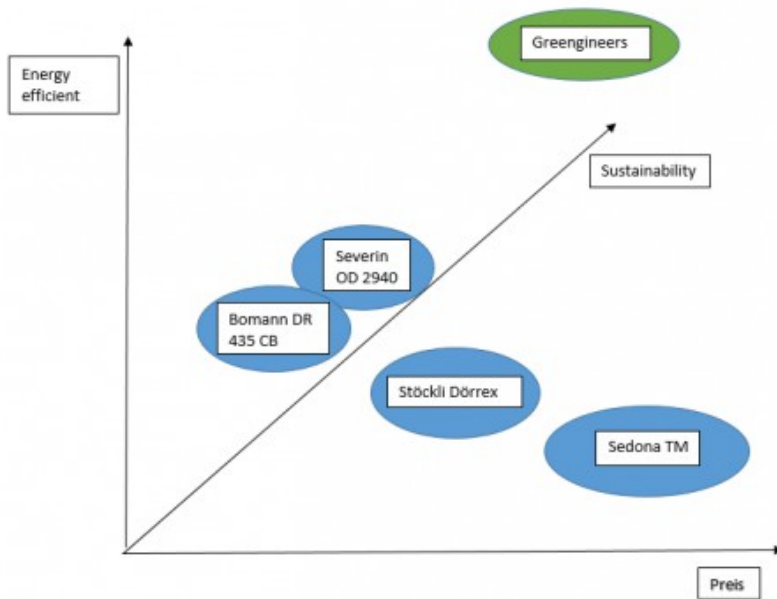 Greengineers
Energy
efficient
Sustainability
Severin
OD 2940
Bomann DR
435 CB
Stöckli Dörrex
Sedona TM
Preis